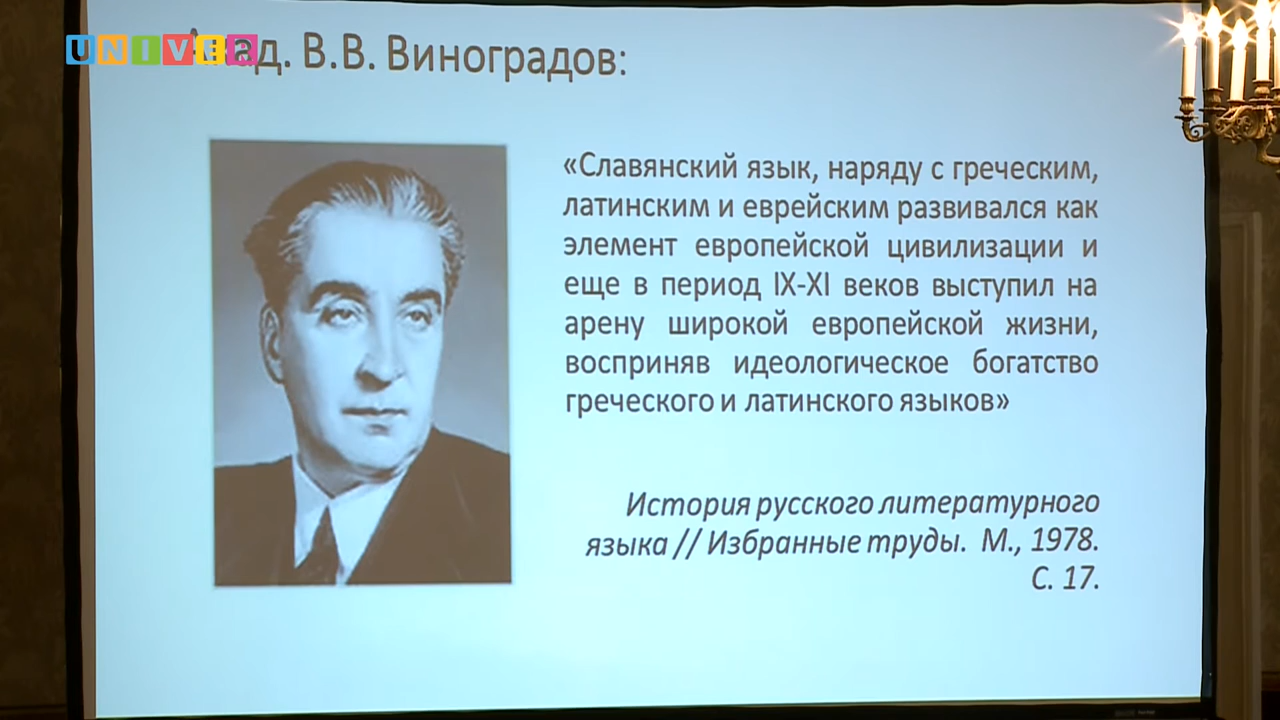 UNIVER
Акад. В.В. Виноградов:
«Славянский язык, наряду с греческим,
латинским и еврейским развивался как
элемент европейской цивилизации и
еще в период IX-XI веков выступил на
арену широкой европейской жизни,
восприняв идеологическое богатство
греческого и латинского языков»
История русского литературного
языка // Избранные труды. М., 1978.
С. 17.